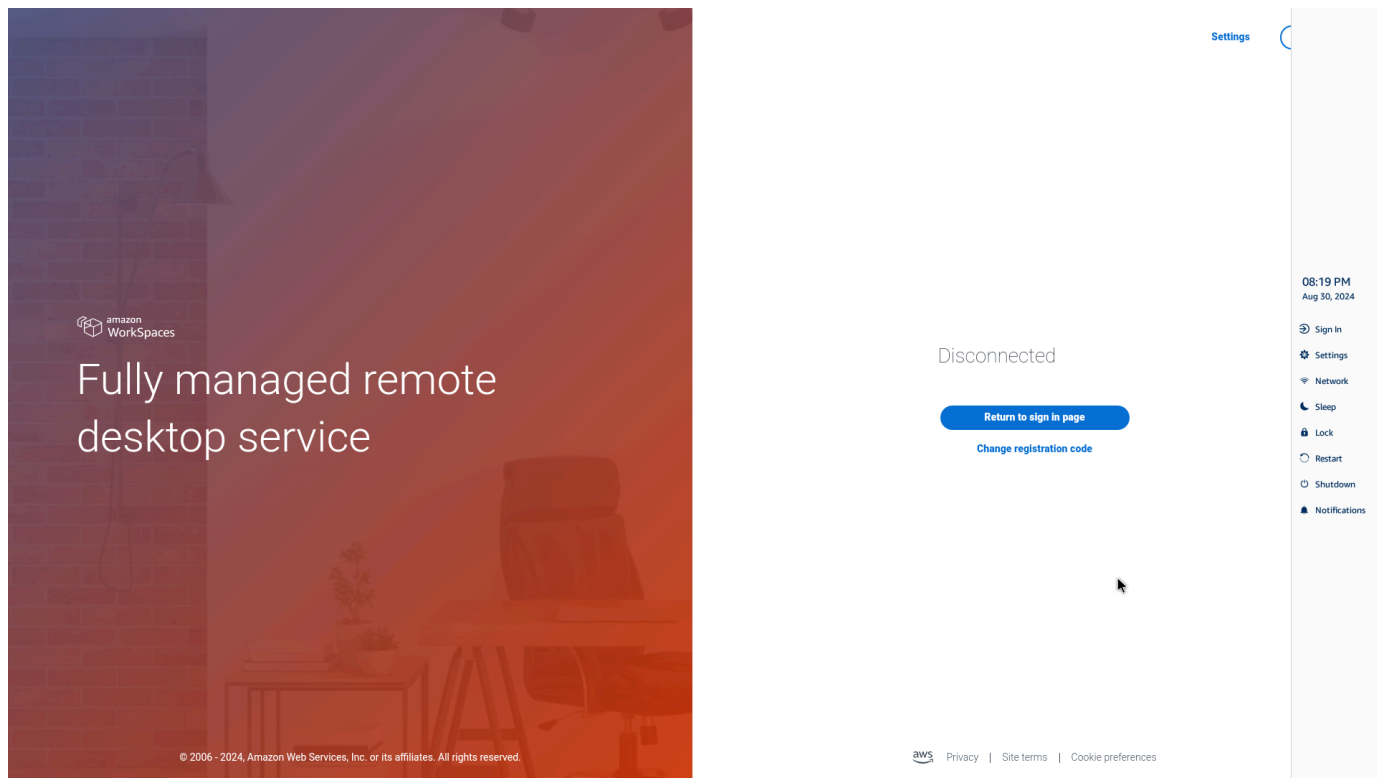 Settings
amazon
WorkSpaces
Fully managed remote
desktop service
© 2006 - 2024, Amazon Web Services, Inc. or its affiliates. All rights reserved.
Disconnected
Return to sign in page
Change registration code
aws Privacy | Site terms | Cookie preferences
08:19 PM
Aug 30, 2024
Sign In
Settings
Network
Sleep
Lock
Restart
Shutdown
Notifications